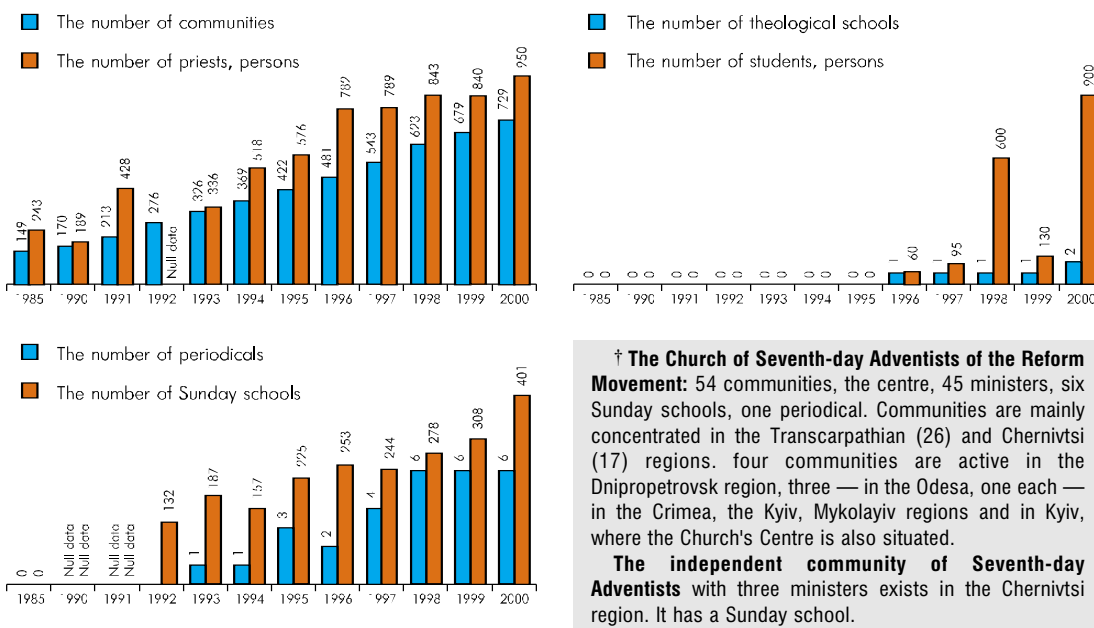 The number of communities
The number of priests, persons
149 243 170 189 213 428 276 Null data 326 336 369 518 422 576 481 789 543 789 623 843 679 840 729 950
1985 1990 1991 1992 1993 1994 1995 1996 1997 1998 1999 2000
The number of theological schools
The number of students, persons
0 0 0 0 0 0 0 0 0 0 0 0 0 0 1 60 1 95 1 600 1 130 2 900
1985 1990 1991 1992 1993 1994 1995 1996 1997 1998 1999 2000
The number of periodicals
The number of Sunday schools
0 0 Null data Null data Null data Null data 132 1 187 1 157 3 225 2 253 4 244 6 278 6 308 6 401
1985 1990 1991 1992 1993 1994 1995 1996 1997 1998 1999 2000
† The Church of Seventh-day Adventists of the Reform
Movement: 54 communities, the centre, 45 ministers, six
Sunday schools, one periodical. Communities are mainly
concentrated in the Transcarpathian (26) and Chernivtsi
(17) regions. four communities are active in the
Dnipropetrovsk region, three — in the Odesa, one each —
in the Crimea, the Kyiv, Mykolayiv regions and in Kyiv,
where the Church's Centre is also situated.
The independent community of Seventh-day
Adventists with three ministers exists in the Chernivtsi
region. It has a Sunday school.